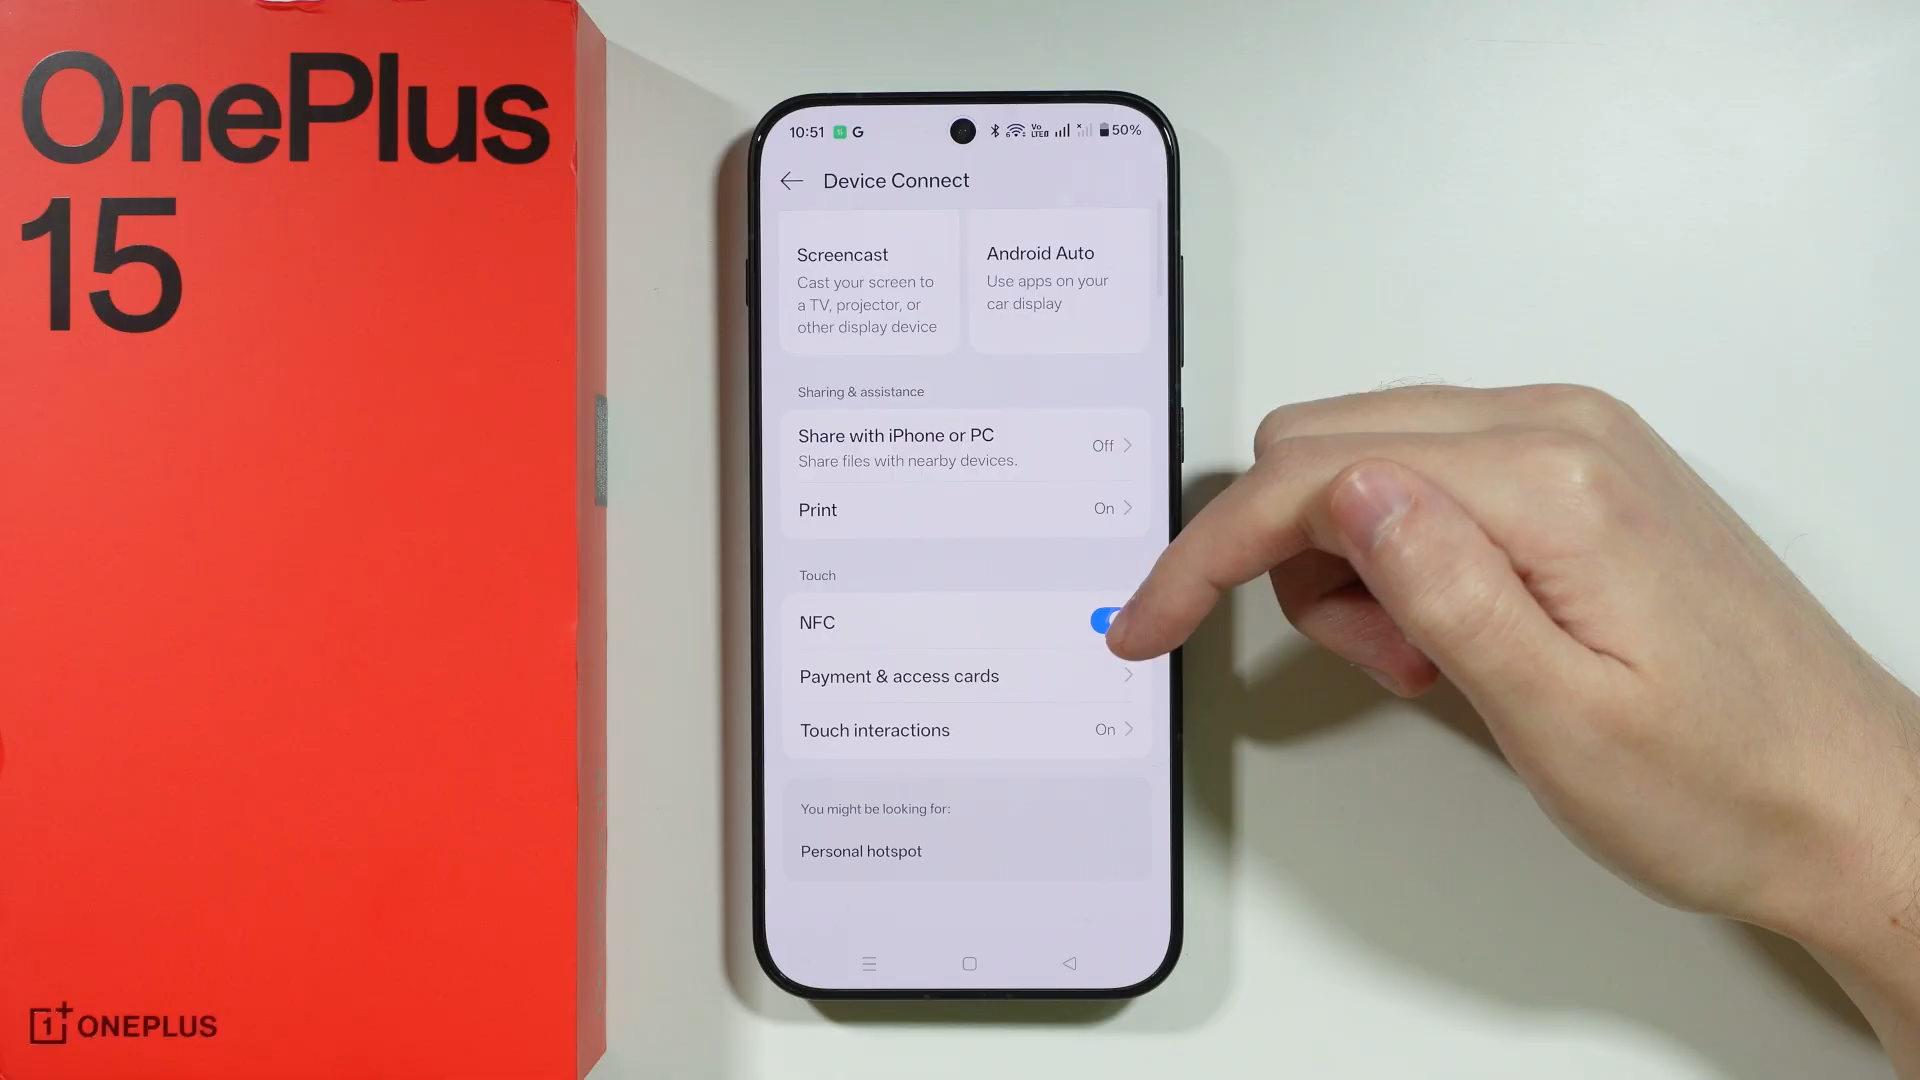 OnePlus
15
ONEPLUS
10:51
50%
Device Connect
Screencast
Cast your screen to
a TV, projector, or
other display device
Android Auto
Use apps on your
car display
Sharing & assistance
Share with iPhone or PC
Share files with nearby devices.
Off
Print
On
Touch
NFC
Payment & access cards
Touch interactions
On
You might be looking for:
Personal hotspot